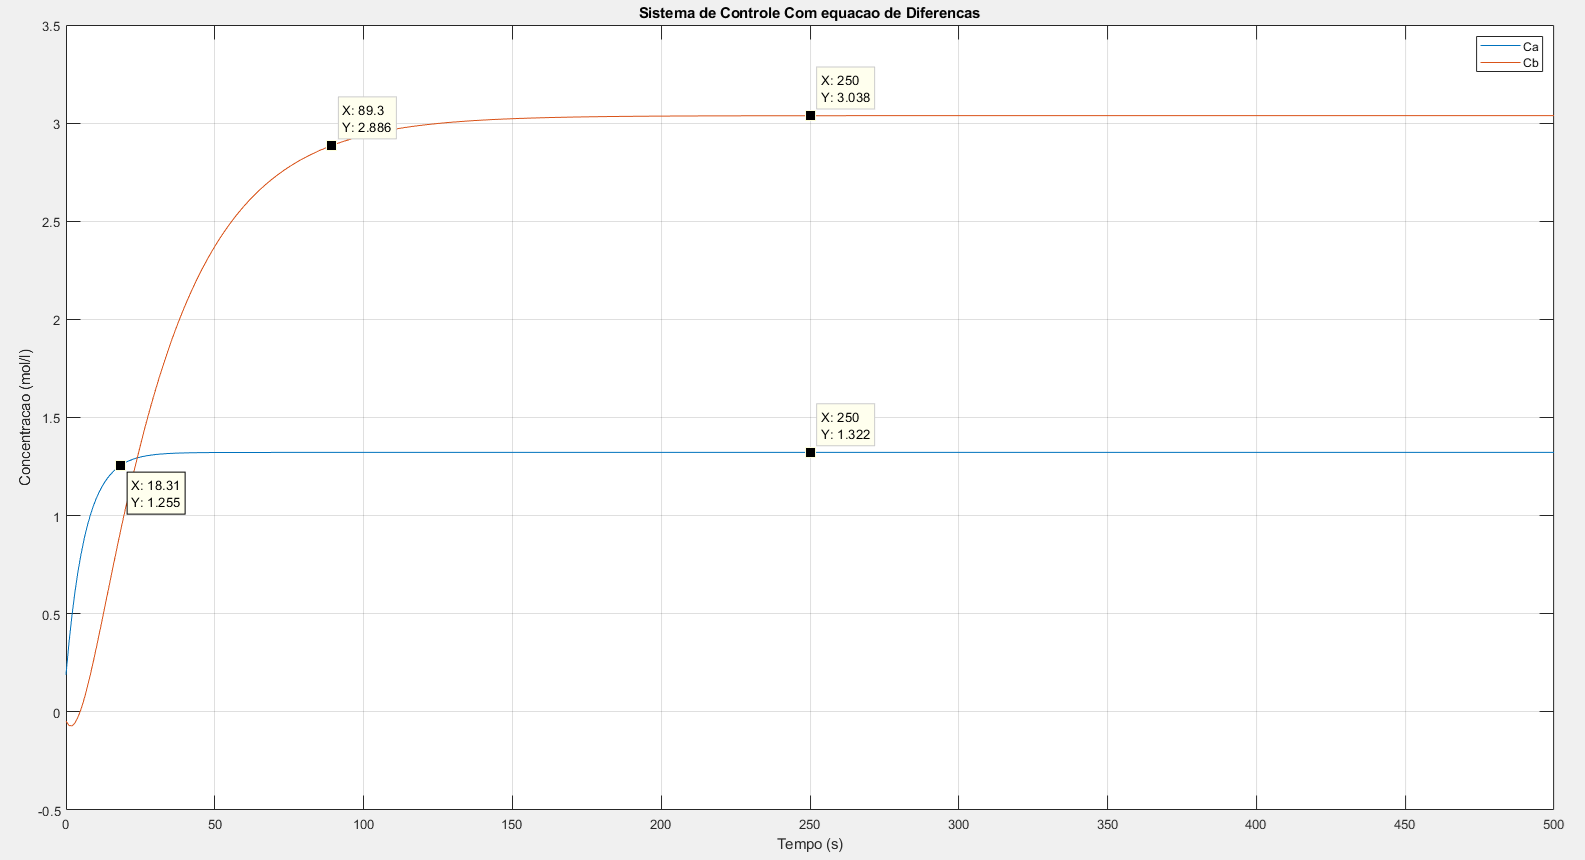 Sistema de Controle Com equacao de Diferencas
Ca
Cb
X: 89.3
Y: 2.886
X: 250
Y: 3.038
X: 250
Y: 1.322
X: 18.31
Y: 1.255
3.5
3
2.5
2
1.5
1
0.5
0
-0.5
Concentracao (mol/l)
0 50 100 150 200 250 300 350 400 450 500
Tempo (s)